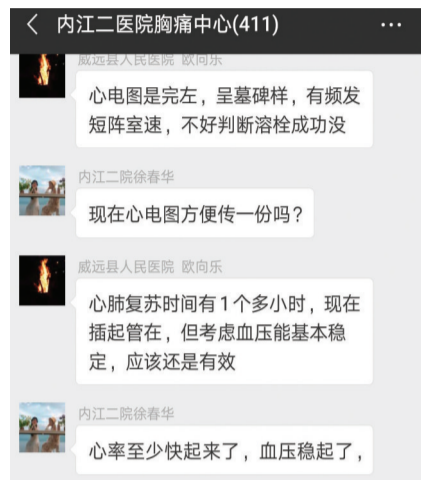 内江二医院胸痛中心(411)
威远县人民医院 欧向乐
心电图是完左，呈墓碑样，有频发
短阵室速，不好判断溶栓成功没
内江二院徐春华
现在心电图方便传一份吗？
威远县人民医院 欧向乐
心肺复苏时间有1个多小时，现在
插起管在，但考虑血压能基本稳
定，应该还是有效
内江二院徐春华
心率至少快起来了，血压稳起了，